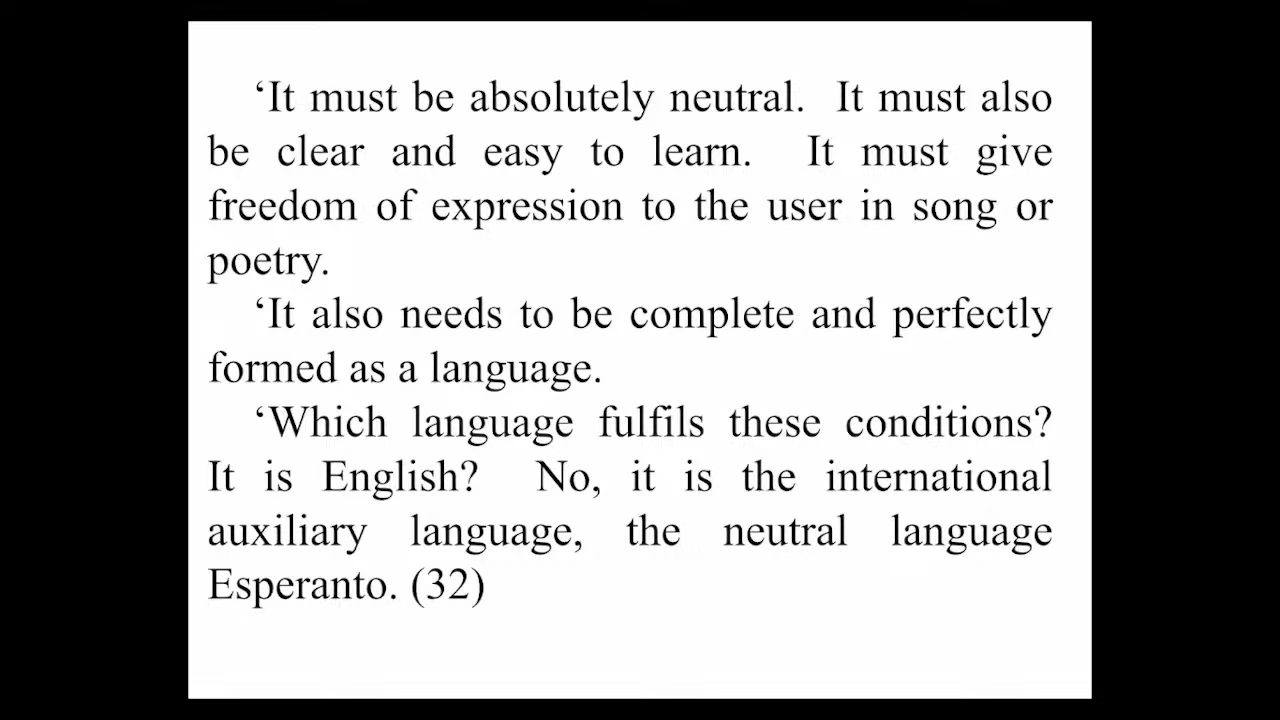 ‘It must be absolutely neutral. It must also
be clear and easy to learn. It must give
freedom of expression to the user in song or
poetry.
‘It also needs to be complete and perfectly
formed as a language.
‘Which language fulfils these conditions?
It is English? No, it is the international
auxiliary language, the neutral language
Esperanto. (32)